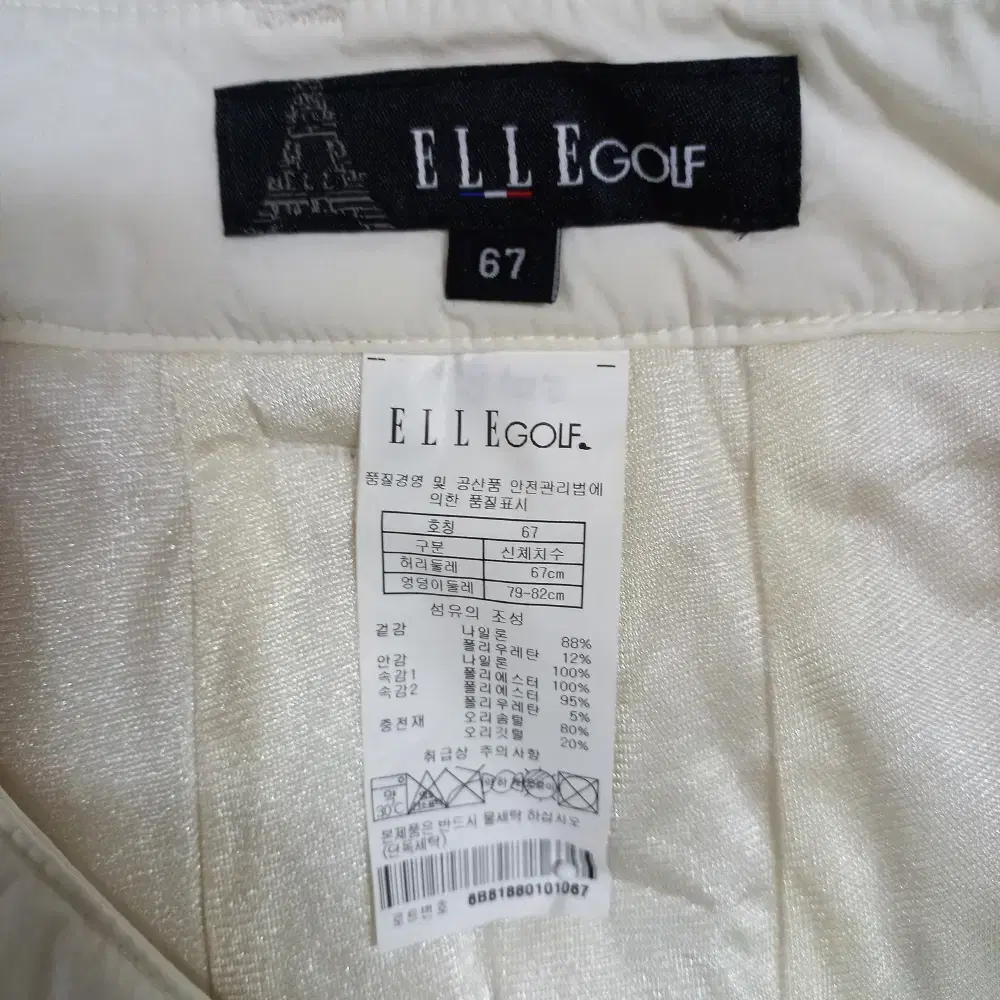 ELLE GOLF
67
ELLE GOLF
품질경영 및 공산품 안전관리법에
의한 품질표시
호칭 67
구분 신체치수
허리둘레 67cm
엉덩이둘레 79-82cm
섬유의 조성
겉감 나일론 88%
폴리우레탄 12%
안감 나일론 100%
속감1 폴리에스터 100%
속감2 폴리에스터 95%
폴리우레탄 5%
충전재 오리솜털 80%
오리깃털 20%
취급상 주의사항
약
30℃
본제품은 반드시 물세탁 하십시오
(단독세탁)
로트번호 6B81880101067